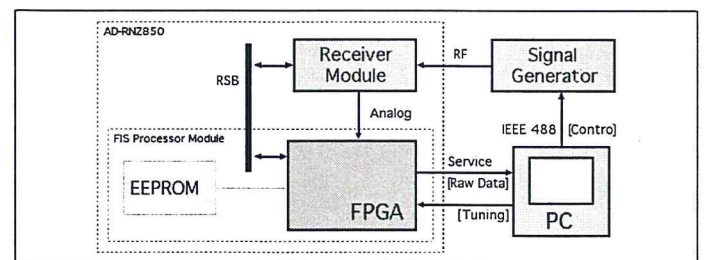 AD-RNZ850
Receiver
Module
RF
Signal
Generator
RSB
Analog
IEEE 488 [Contro]
FIS Processor Module
EEPROM
FPGA
Service
[Raw Data]
[Tuning]
PC